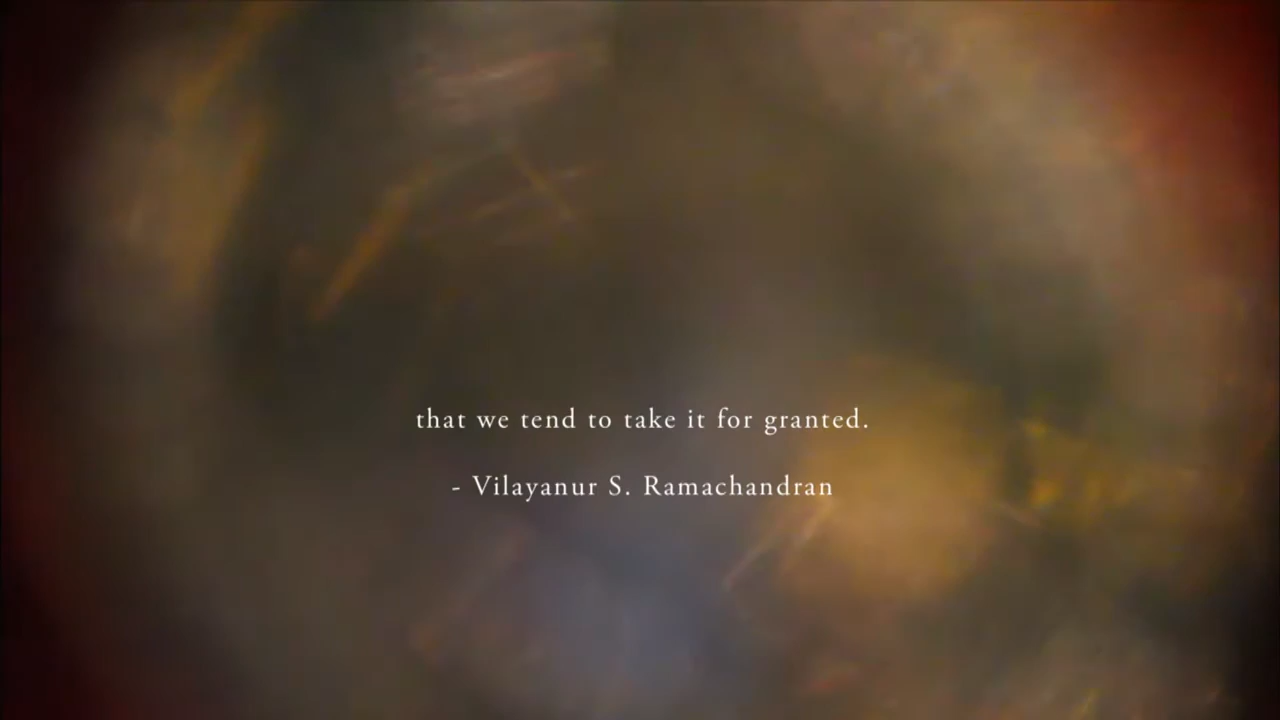 that we tend to take it for granted.
- Vilayanur S. Ramachandran